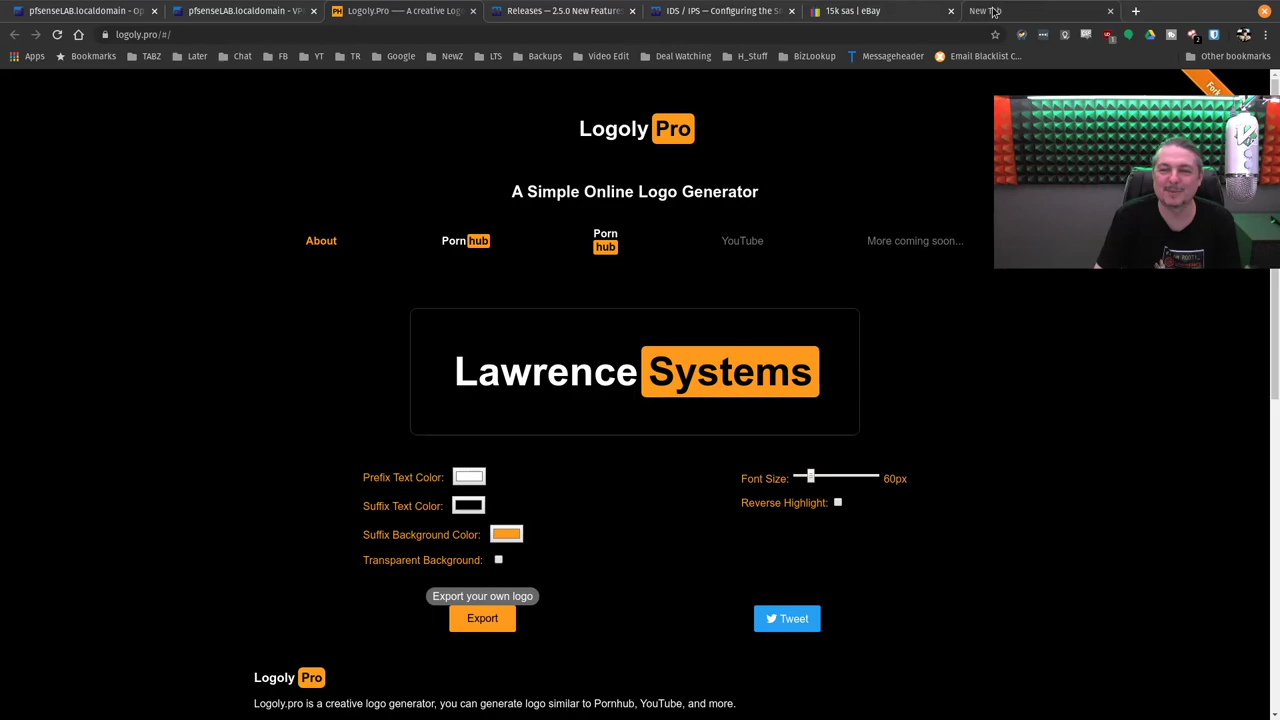 pfsenseLAB.localdomain - Op
pfsenseLAB.localdomain - VP
PH Logoly.Pro —— A creative Log
Releases — 2.5.0 New Feature
IDS / IPS — Configuring the Sn
15k sas | eBay
New Tab
logoly.pro/#/
Apps
Bookmarks
TABZ
Later
Chat
FB
YT
TR
Google
NewZ
LTS
Backups
Video Edit
Deal Watching
H_Stuff
BizLookup
Messageheader
Email Blacklist C...
Other bookmarks
Fork
Logoly Pro
A Simple Online Logo Generator
About
Porn hub
Porn
hub
YouTube
More coming soon...
Lawrence Systems
Prefix Text Color:
Font Size: 60px
Suffix Text Color:
Reverse Highlight:
Suffix Background Color:
Transparent Background:
Export your own logo
Export
Tweet
Logoly Pro
Logoly.pro is a creative logo generator, you can generate logo similar to Pornhub, YouTube, and more.